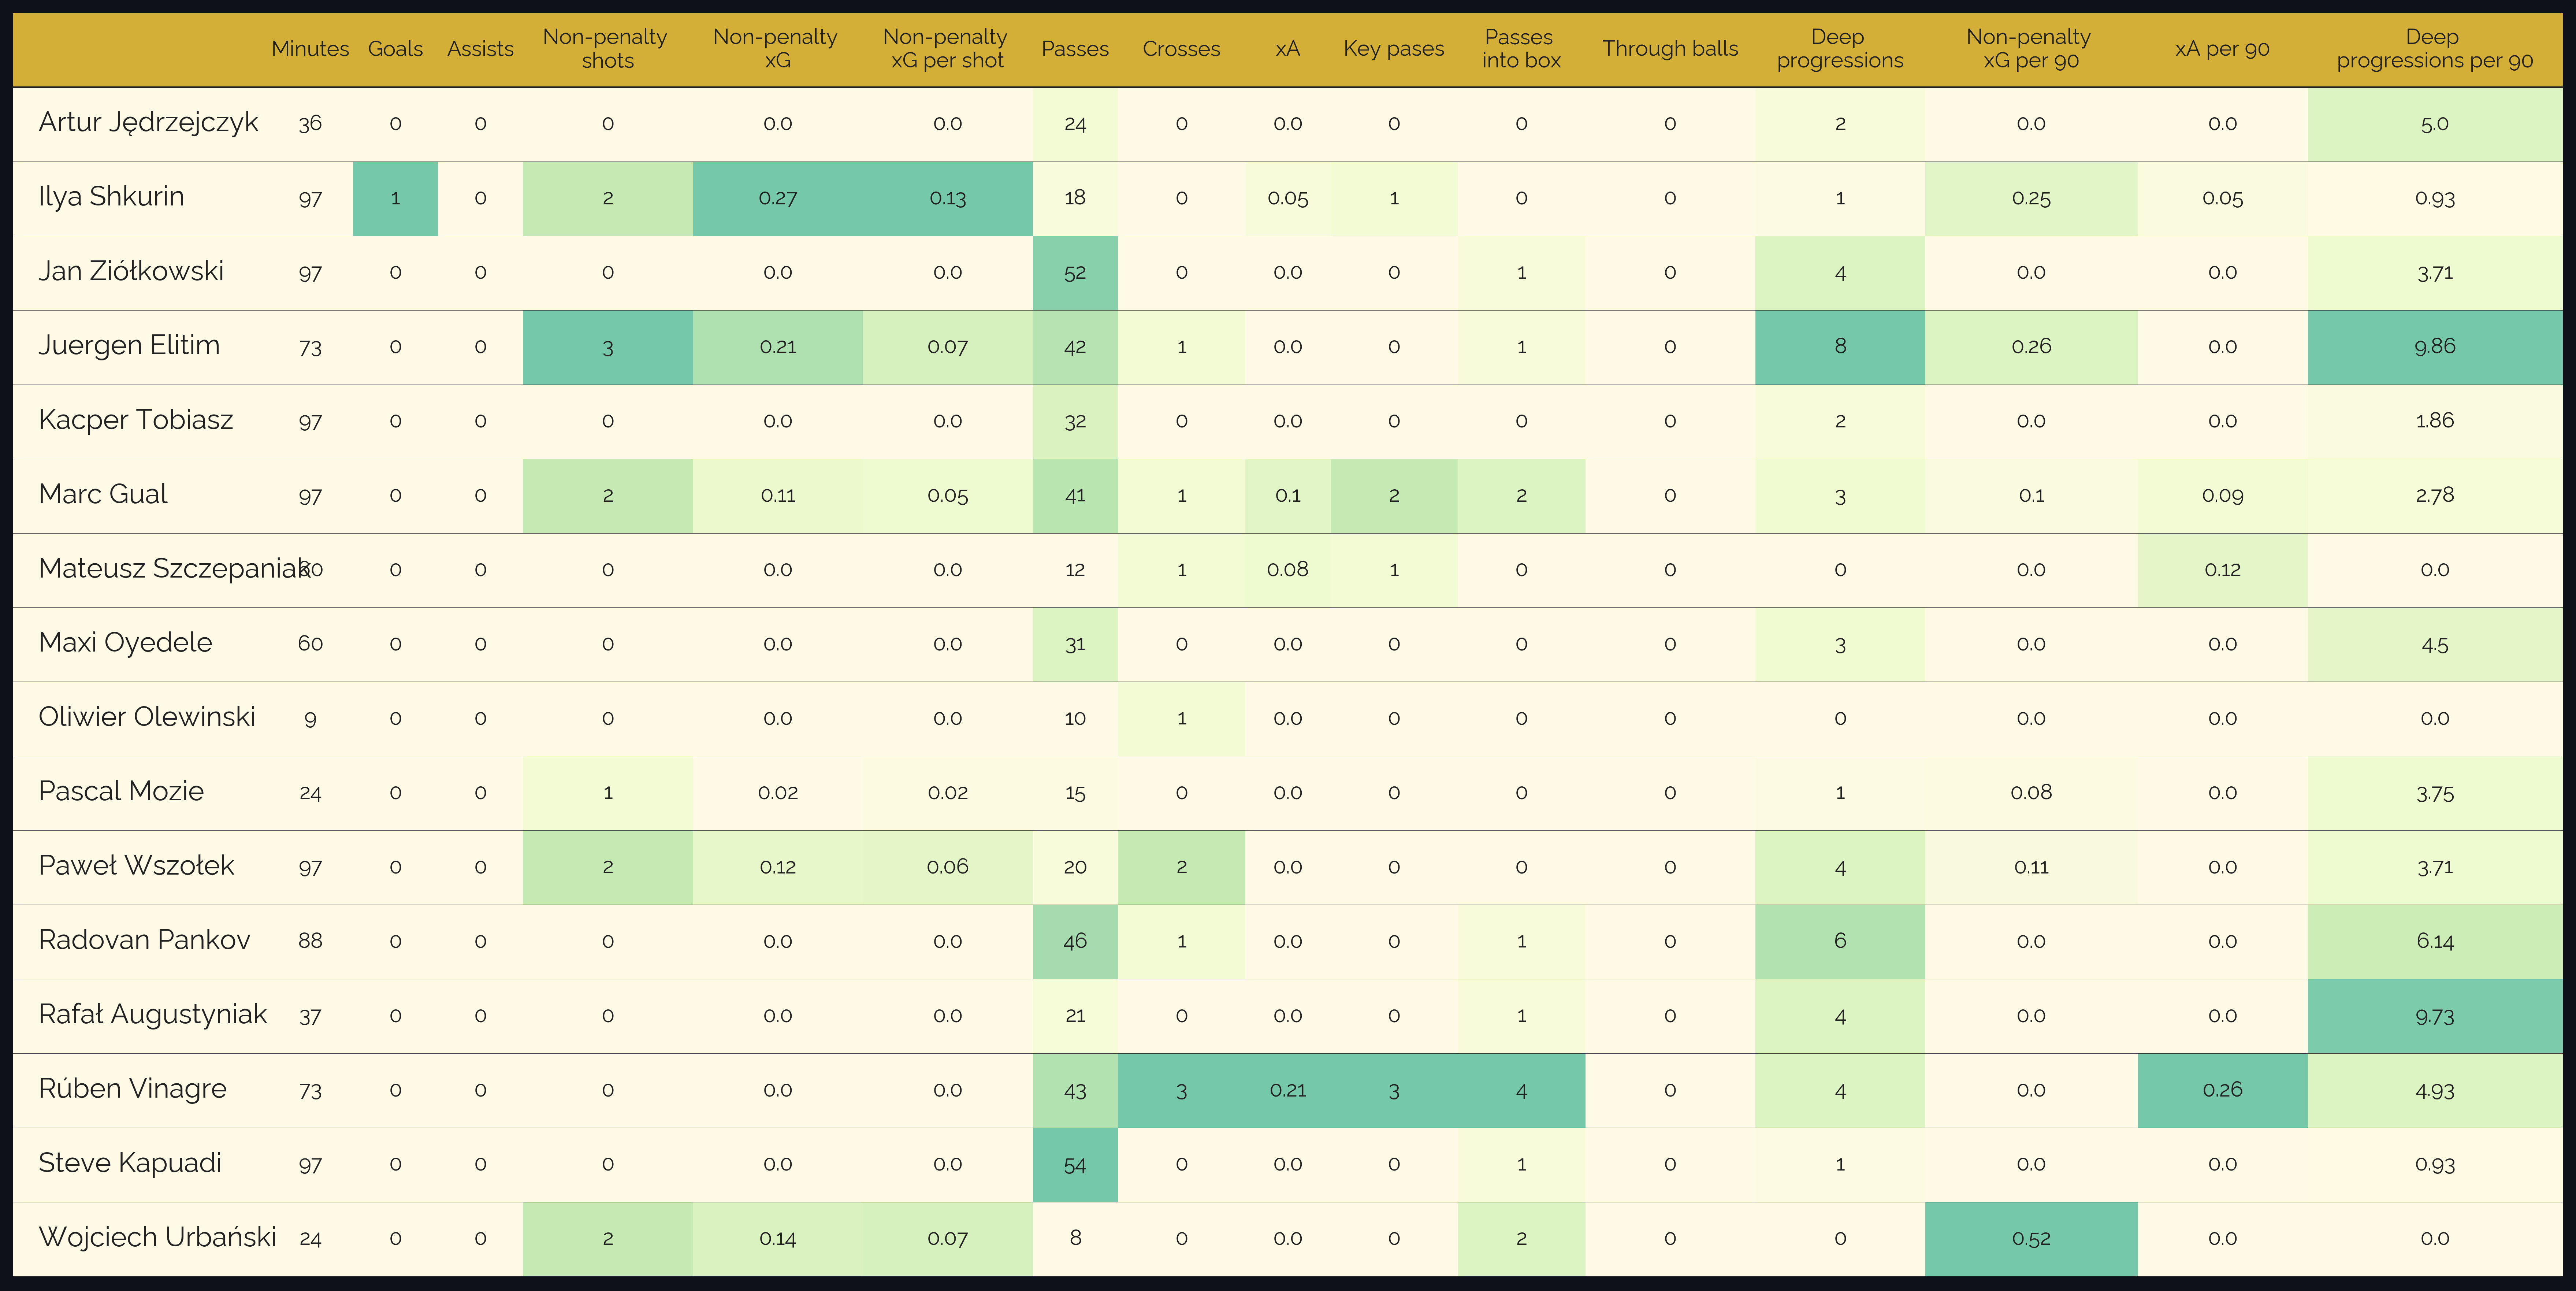 Minutes Goals Assists Non-penalty shots Non-penalty xG Non-penalty xG per shot Passes Crosses xA Key pases Passes into box Through balls Deep progressions Non-penalty xG per 90 xA per 90 Deep progressions per 90
Artur Jędrzejczyk 36 0 0 0 0.0 0.0 24 0 0.0 0 0 0 2 0.0 0.0 5.0
Ilya Shkurin 97 1 0 2 0.27 0.13 18 0 0.05 1 0 0 1 0.25 0.05 0.93
Jan Ziółkowski 97 0 0 0 0.0 0.0 52 0 0.0 0 1 0 4 0.0 0.0 3.71
Juergen Elitim 73 0 0 3 0.21 0.07 42 1 0.0 0 1 0 8 0.26 0.0 9.86
Kacper Tobiasz 97 0 0 0 0.0 0.0 32 0 0.0 0 0 0 2 0.0 0.0 1.86
Marc Gual 97 0 0 2 0.11 0.05 41 1 0.1 2 2 0 3 0.1 0.09 2.78
Mateusz Szczepaniak 60 0 0 0 0.0 0.0 12 1 0.08 1 0 0 0 0.0 0.12 0.0
Maxi Oyedele 60 0 0 0 0.0 0.0 31 0 0.0 0 0 0 3 0.0 0.0 4.5
Oliwier Olewinski 9 0 0 0 0.0 0.0 10 1 0.0 0 0 0 0 0.0 0.0 0.0
Pascal Mozie 24 0 0 1 0.02 0.02 15 0 0.0 0 0 0 1 0.08 0.0 3.75
Paweł Wszołek 97 0 0 2 0.12 0.06 20 2 0.0 0 0 0 4 0.11 0.0 3.71
Radovan Pankov 88 0 0 0 0.0 0.0 46 1 0.0 0 1 0 6 0.0 0.0 6.14
Rafał Augustyniak 37 0 0 0 0.0 0.0 21 0 0.0 0 1 0 4 0.0 0.0 9.73
Rúben Vinagre 73 0 0 0 0.0 0.0 43 3 0.21 3 4 0 4 0.0 0.26 4.93
Steve Kapuadi 97 0 0 0 0.0 0.0 54 0 0.0 0 1 0 1 0.0 0.0 0.93
Wojciech Urbański 24 0 0 2 0.14 0.07 8 0 0.0 0 2 0 0 0.52 0.0 0.0